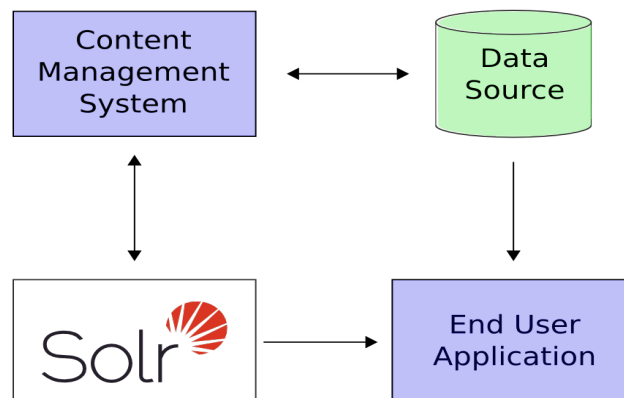 Content
Management
System
Data
Source
Solr
End User
Application